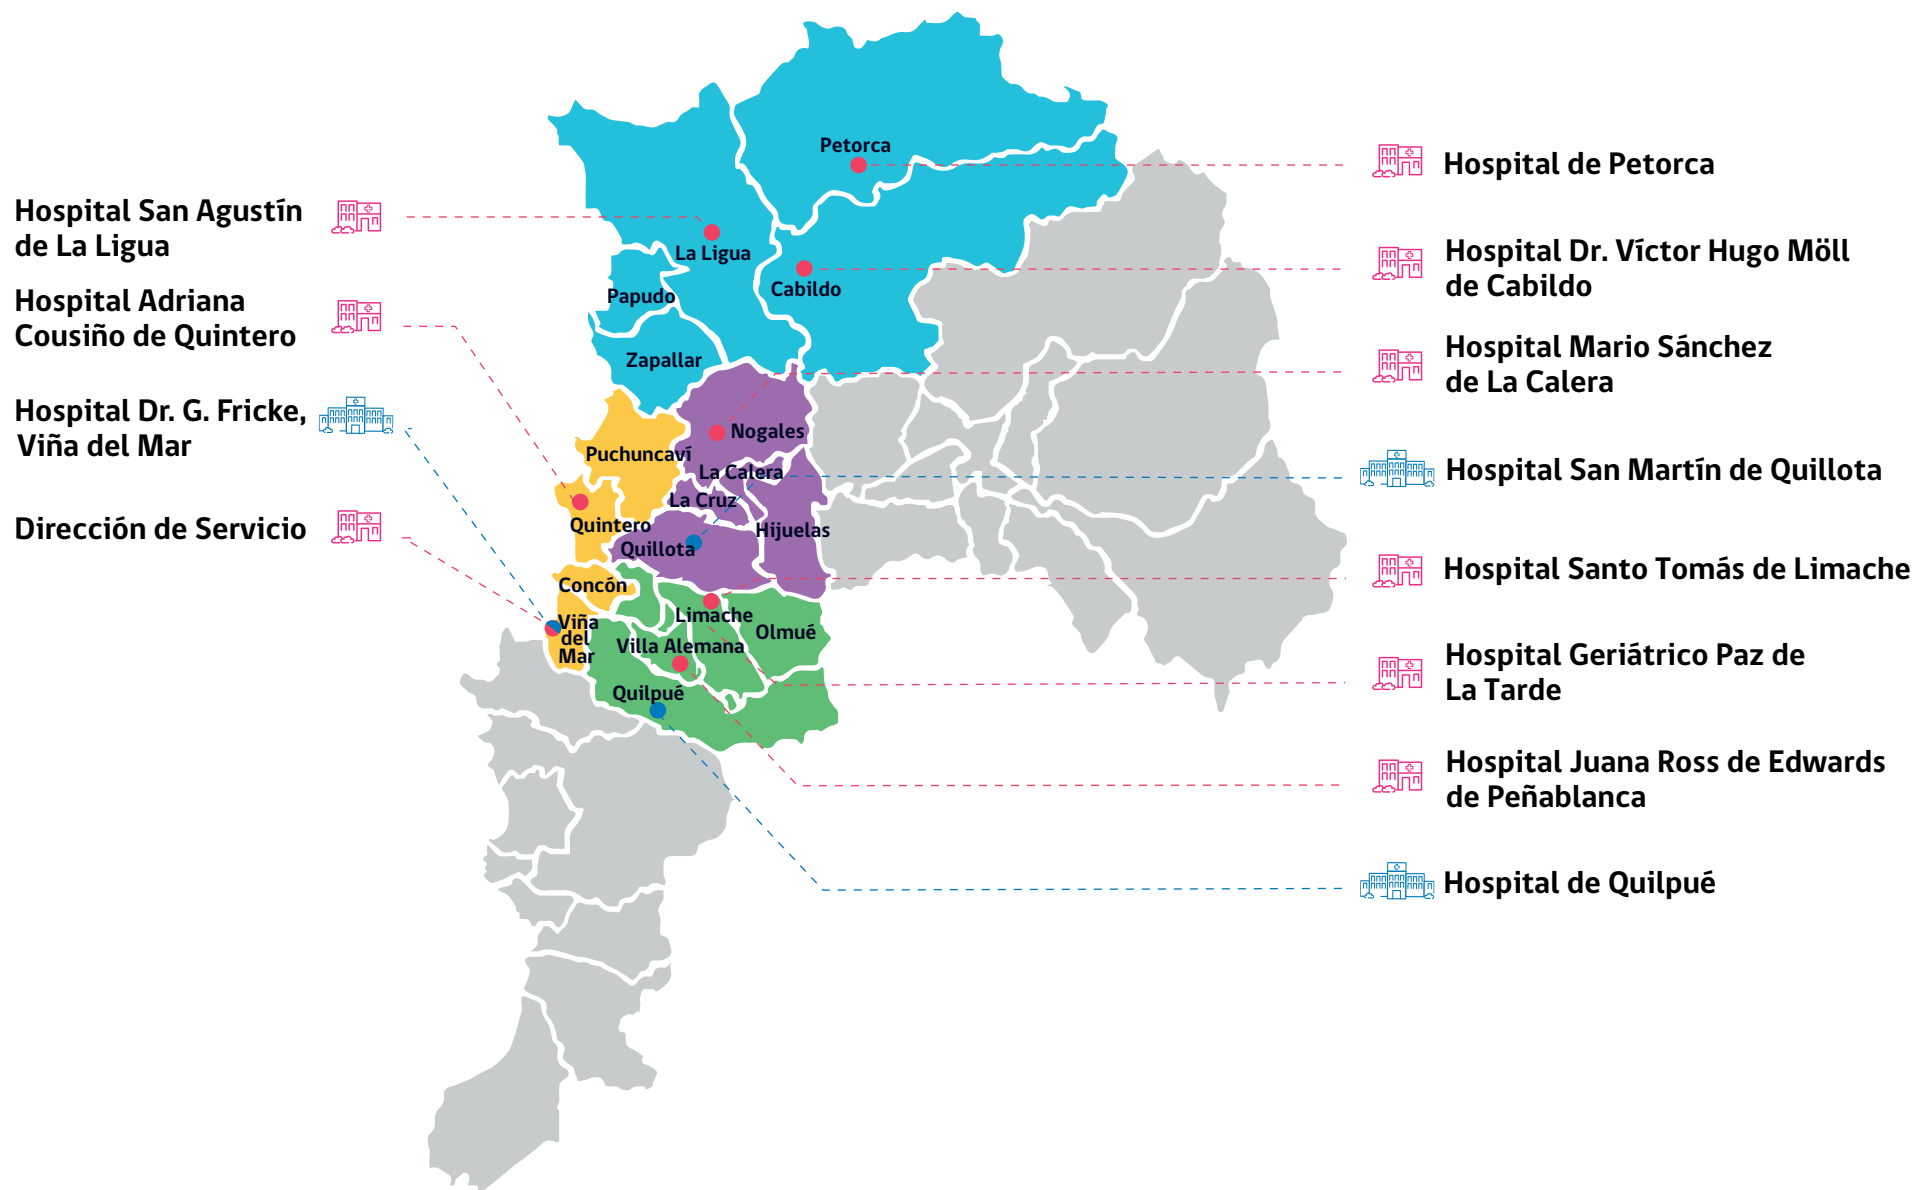 Hospital San Agustín
de La Ligua
Hospital Adriana
Cousiño de Quintero
Hospital Dr. G. Fricke,
Viña del Mar
Dirección de Servicio
Petorca
La Ligua
Cabildo
Papudo
Zapallar
Nogales
Puchuncaví
La Calera
La Cruz
Quintero
Hijuelas
Quillota
Concón
Viña
del
Mar
Limache
Olmué
Villa Alemana
Quilpué
Hospital de Petorca
Hospital Dr. Víctor Hugo Möll
de Cabildo
Hospital Mario Sánchez
de La Calera
Hospital San Martín de Quillota
Hospital Santo Tomás de Limache
Hospital Geriátrico Paz de
La Tarde
Hospital Juana Ross de Edwards
de Peñablanca
Hospital de Quilpué